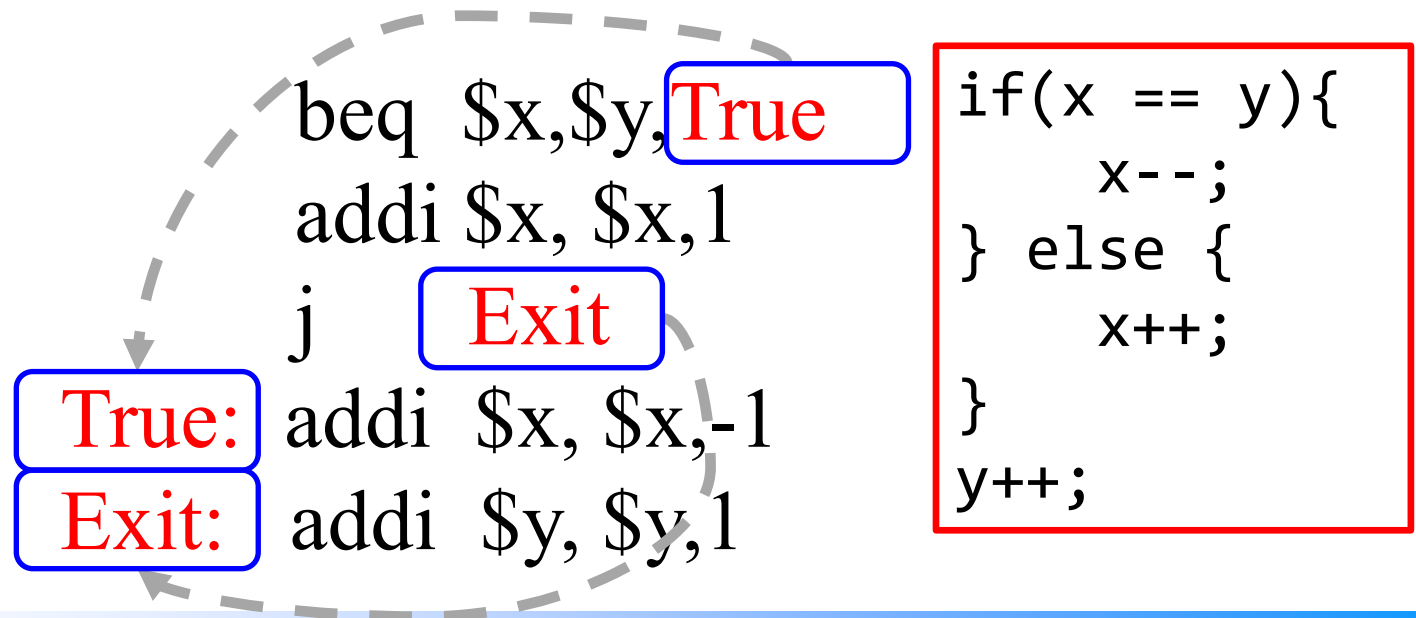 beq $x,$y,True
addi $x, $x,1
j Exit
True: addi $x, $x,-1
Exit: addi $y, $y,1
if(x == y){
x--;
} else {
x++;
}
y++;